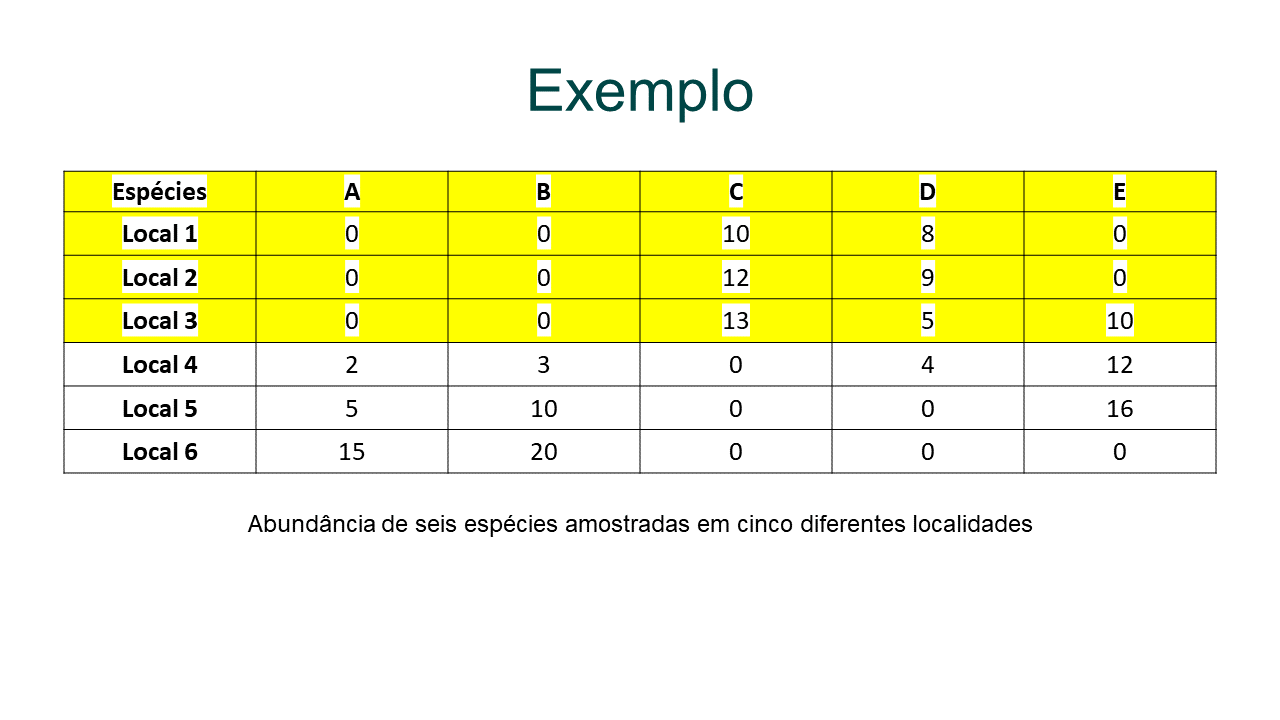 Exemplo
Espécies A B C D E
Local 1 0 0 10 8 0
Local 2 0 0 12 9 0
Local 3 0 0 13 5 10
Local 4 2 3 0 4 12
Local 5 5 10 0 0 16
Local 6 15 20 0 0 0
Abundância de seis espécies amostradas em cinco diferentes localidades